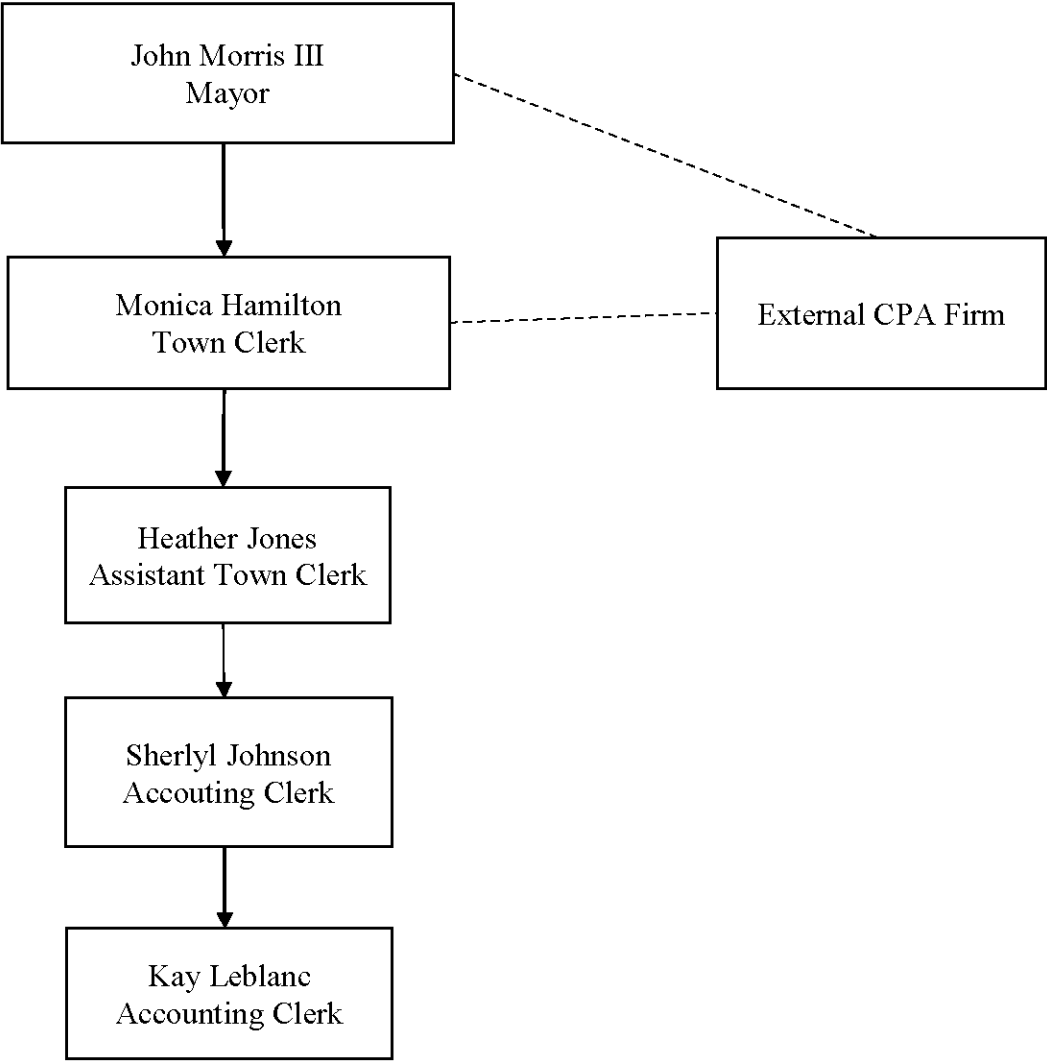 John Morris III
Mayor
Monica Hamilton
Town Clerk
External CPA Firm
Heather Jones
Assistant Town Clerk
Sherlyl Johnson
Accouting Clerk
Kay Leblanc
Accounting Clerk